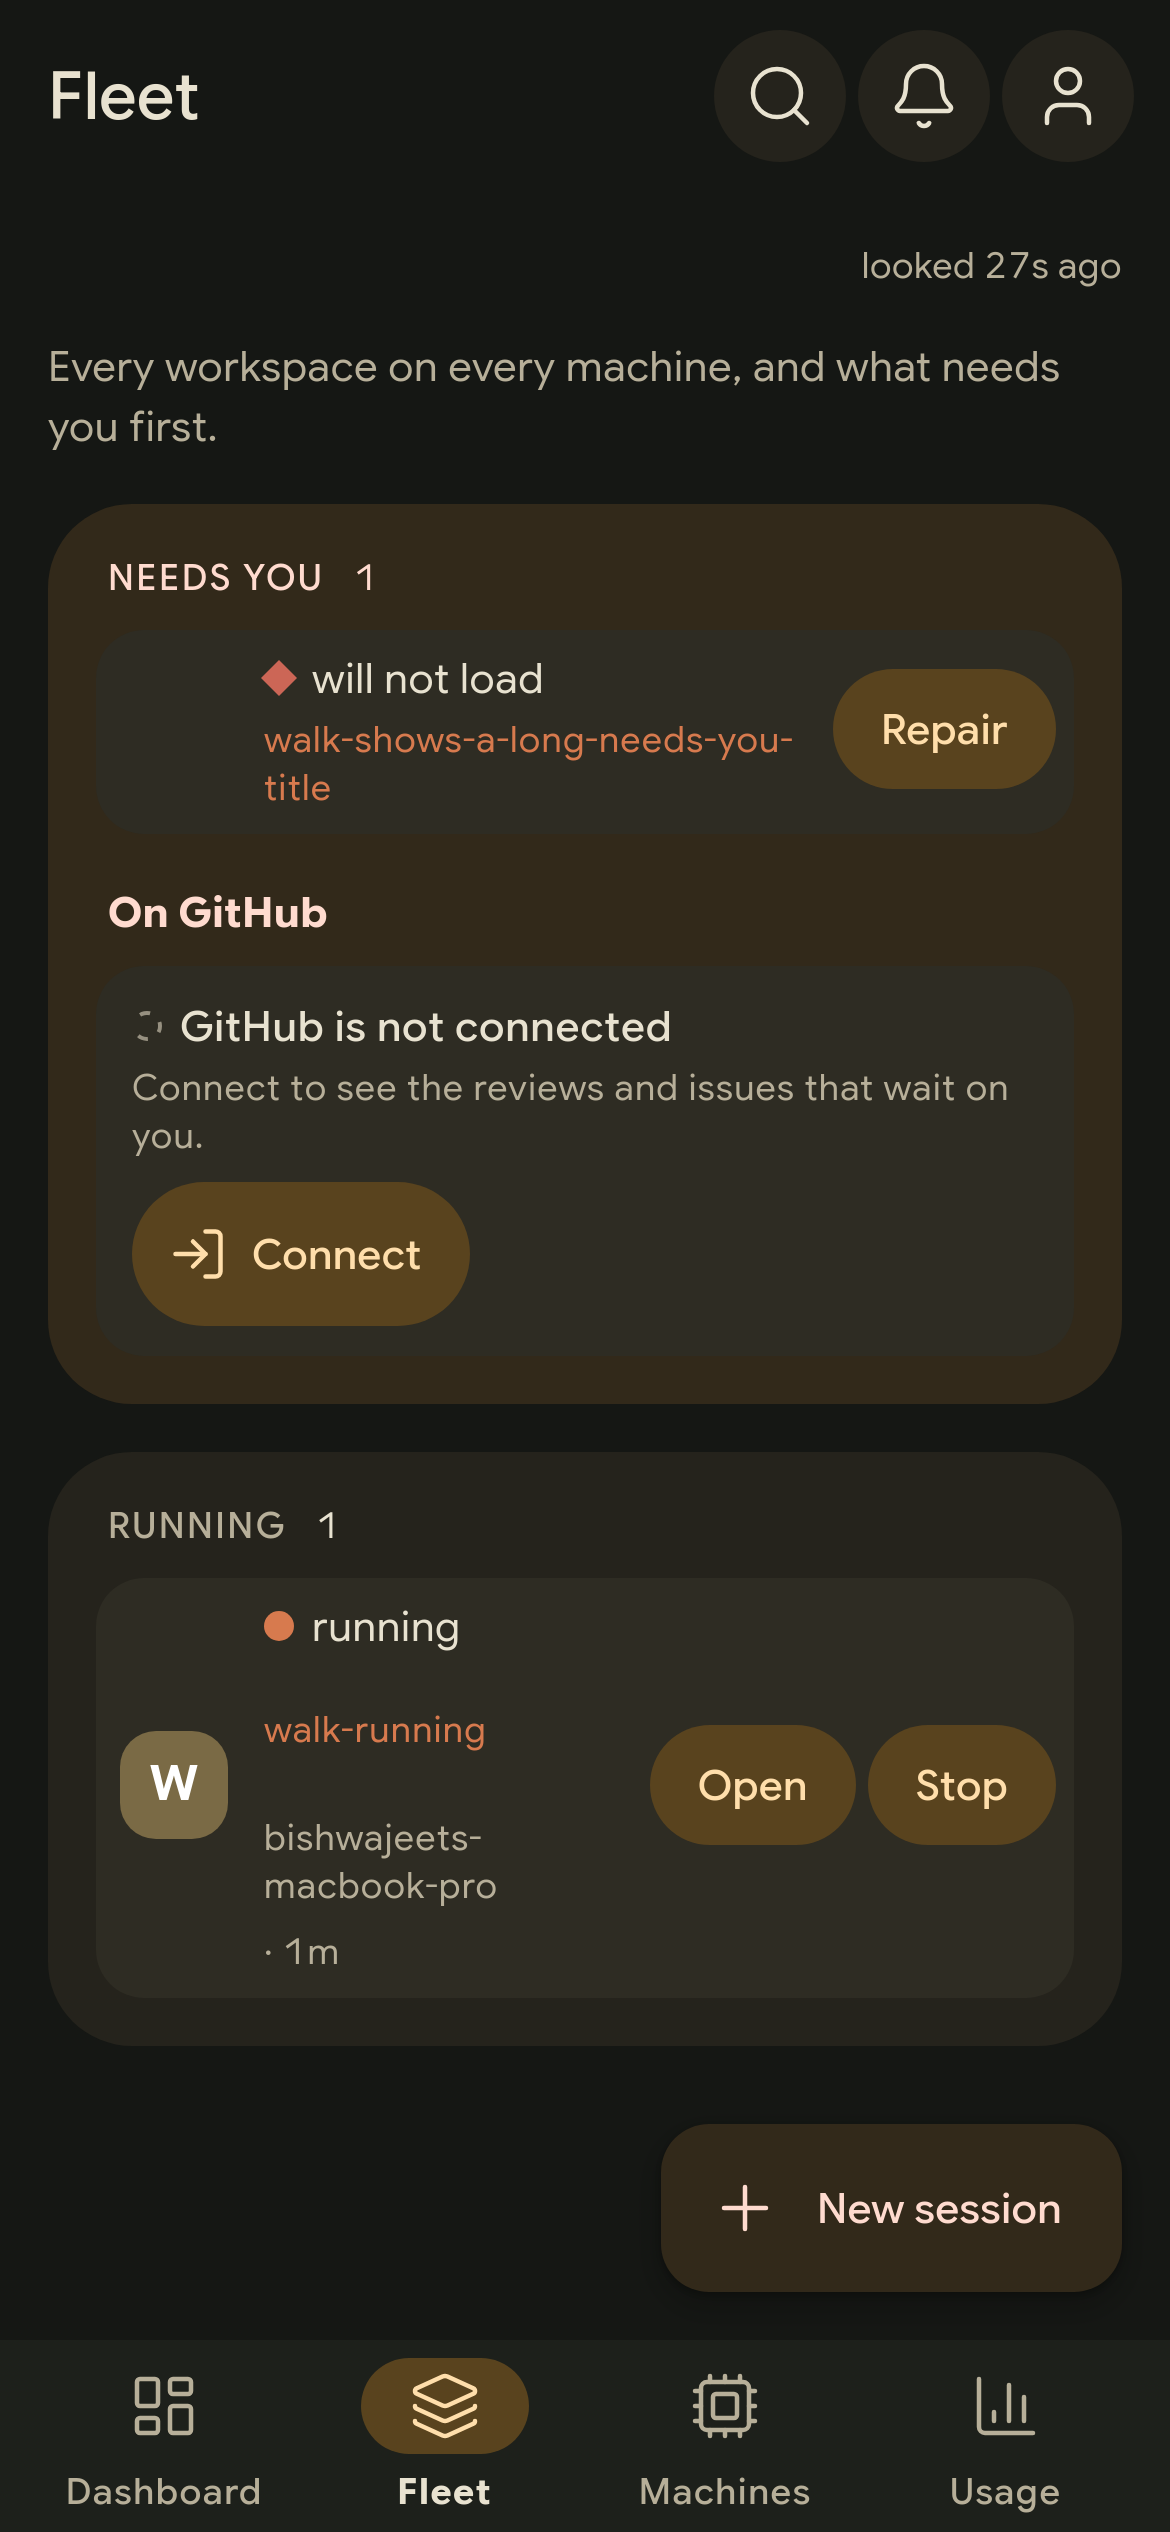 Fleet
looked 27s ago
Every workspace on every machine, and what needs
you first.
NEEDS YOU 1
will not load
walk-shows-a-long-needs-you-
title
Repair
On GitHub
GitHub is not connected
Connect to see the reviews and issues that wait on
you.
Connect
RUNNING 1
running
walk-running
W
Open
Stop
bishwajeets-
macbook-pro
· 1m
New session
Dashboard
Fleet
Machines
Usage